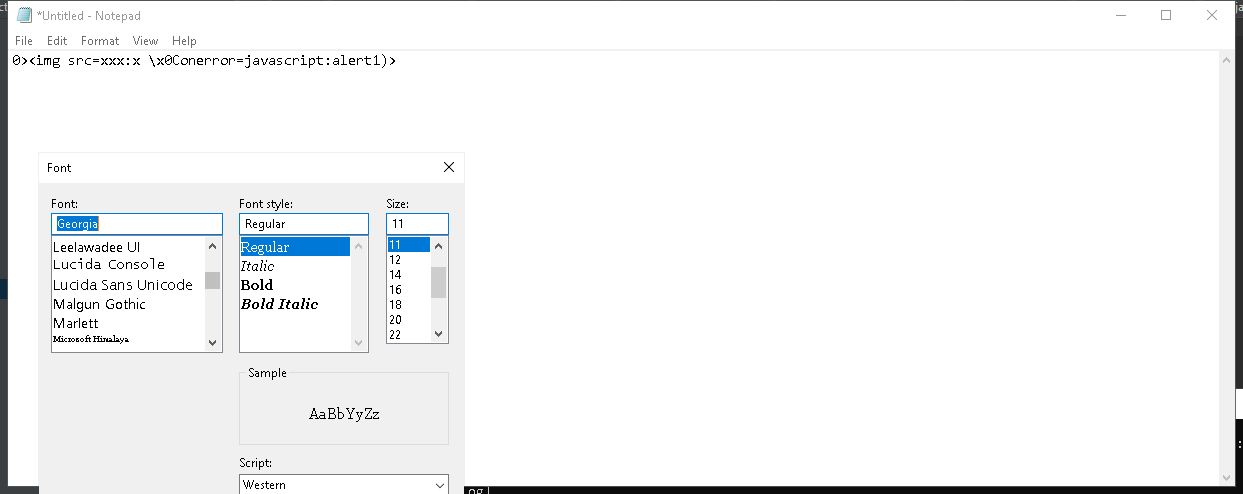 *Untitled - Notepad
File Edit Format View Help
0><img src=xxx:x \x0Conerror=javascript:alert1)>
Font
Font: Font style: Size:
Georgia Regular 11
Leelawadee UI Regular 11
Lucida Console Italic 12
Lucida Sans Unicode Bold 14
Malgun Gothic Bold Italic 16
Marlett 18
Microsoft Himalaya 20
22
Sample
AaBbYyZz
Script:
Western